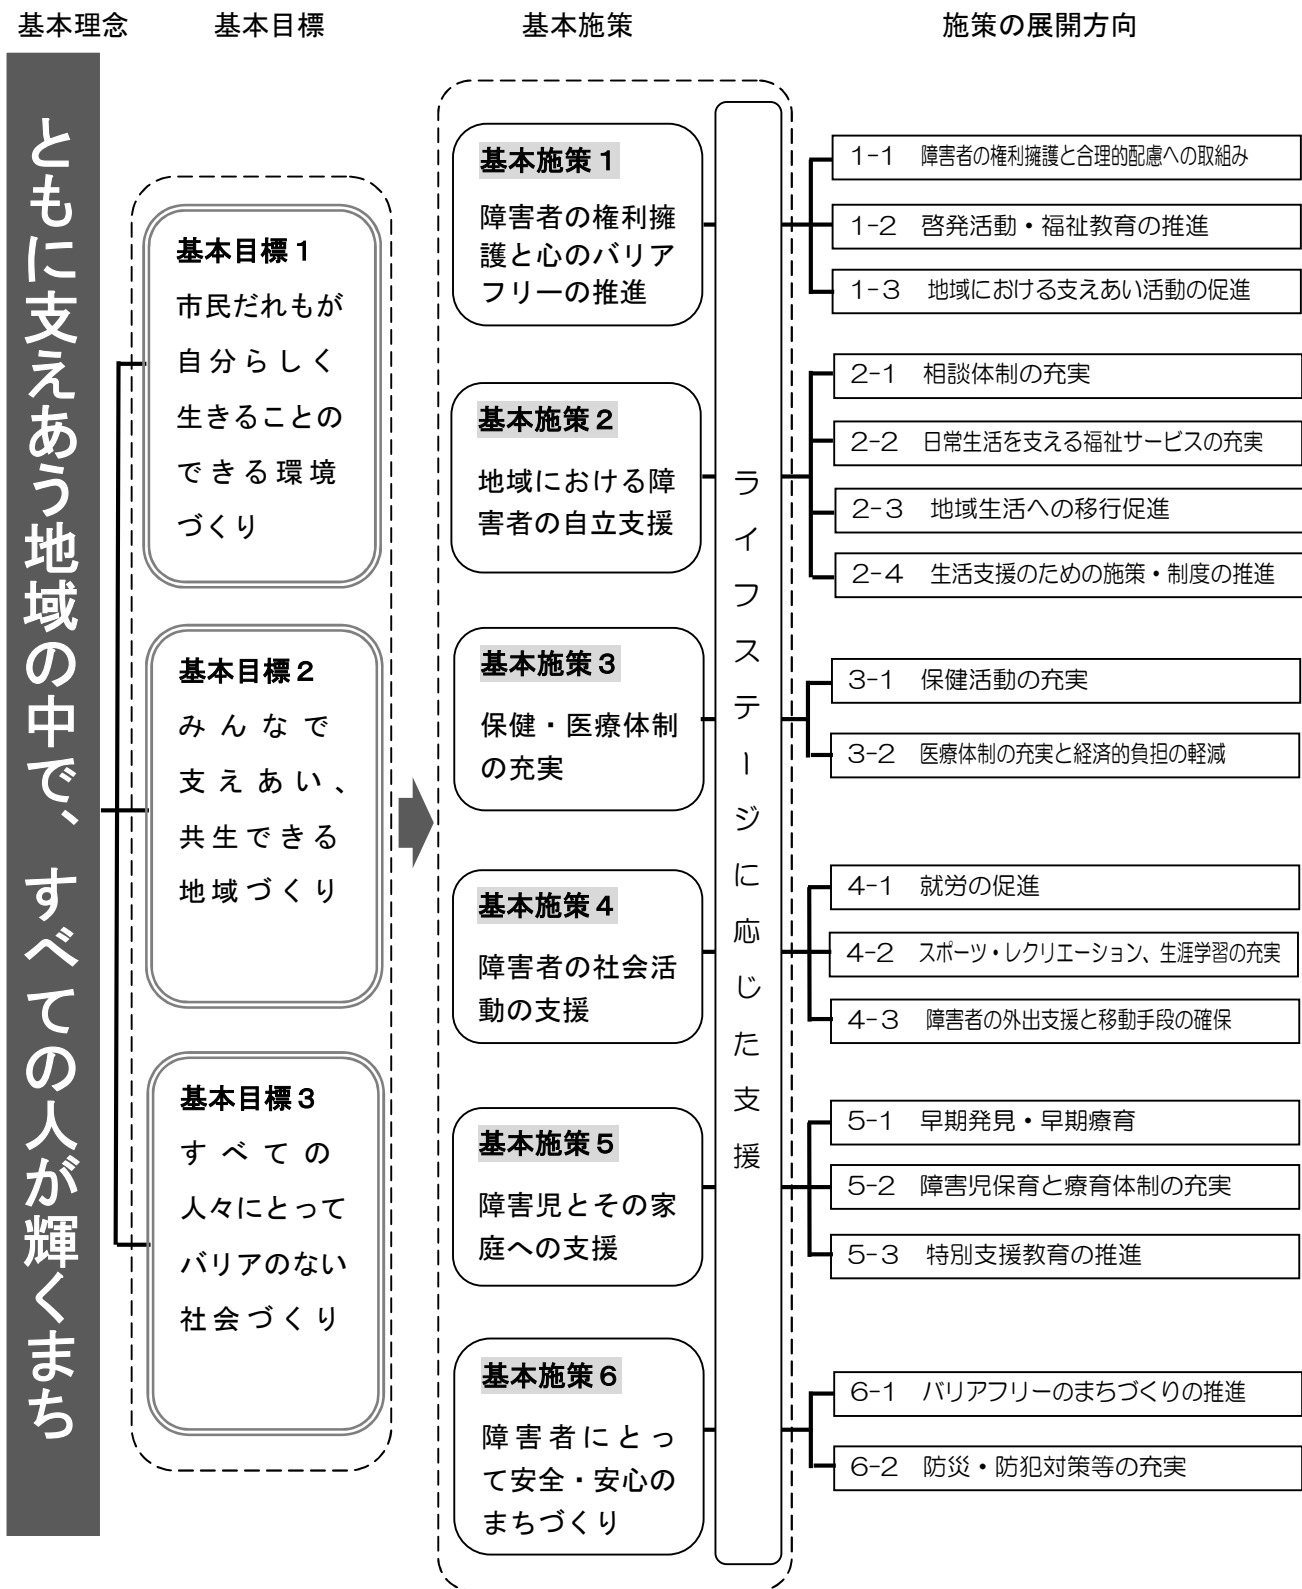 基本理念
基本目標
基本施策
施策の展開方向
ともに支えあう地域の中で、すべての人が輝くまち
基本目標1
市民だれもが
自分らしく
生きることの
できる環境
づくり
基本目標2
みんなで
支えあい、
共生できる
地域づくり
基本目標3
すべての
人々にとって
バリアのない
社会づくり
基本施策1
障害者の権利擁
護と心のバリア
フリーの推進
基本施策2
地域における障
害者の自立支援
基本施策3
保健・医療体制
の充実
基本施策4
障害者の社会活
動の支援
基本施策5
障害児とその家
庭への支援
基本施策6
障害者にとっ
て安全・安心の
まちづくり
ライフステージに応じた支援
1-1 障害者の権利擁護と合理的配慮への取組み
1-2 啓発活動・福祉教育の推進
1-3 地域における支えあい活動の促進
2-1 相談体制の充実
2-2 日常生活を支える福祉サービスの充実
2-3 地域生活への移行促進
2-4 生活支援のための施策・制度の推進
3-1 保健活動の充実
3-2 医療体制の充実と経済的負担の軽減
4-1 就労の促進
4-2 スポーツ・レクリエーション、生涯学習の充実
4-3 障害者の外出支援と移動手段の確保
5-1 早期発見・早期療育
5-2 障害児保育と療育体制の充実
5-3 特別支援教育の推進
6-1 バリアフリーのまちづくりの推進
6-2 防災・防犯対策等の充実